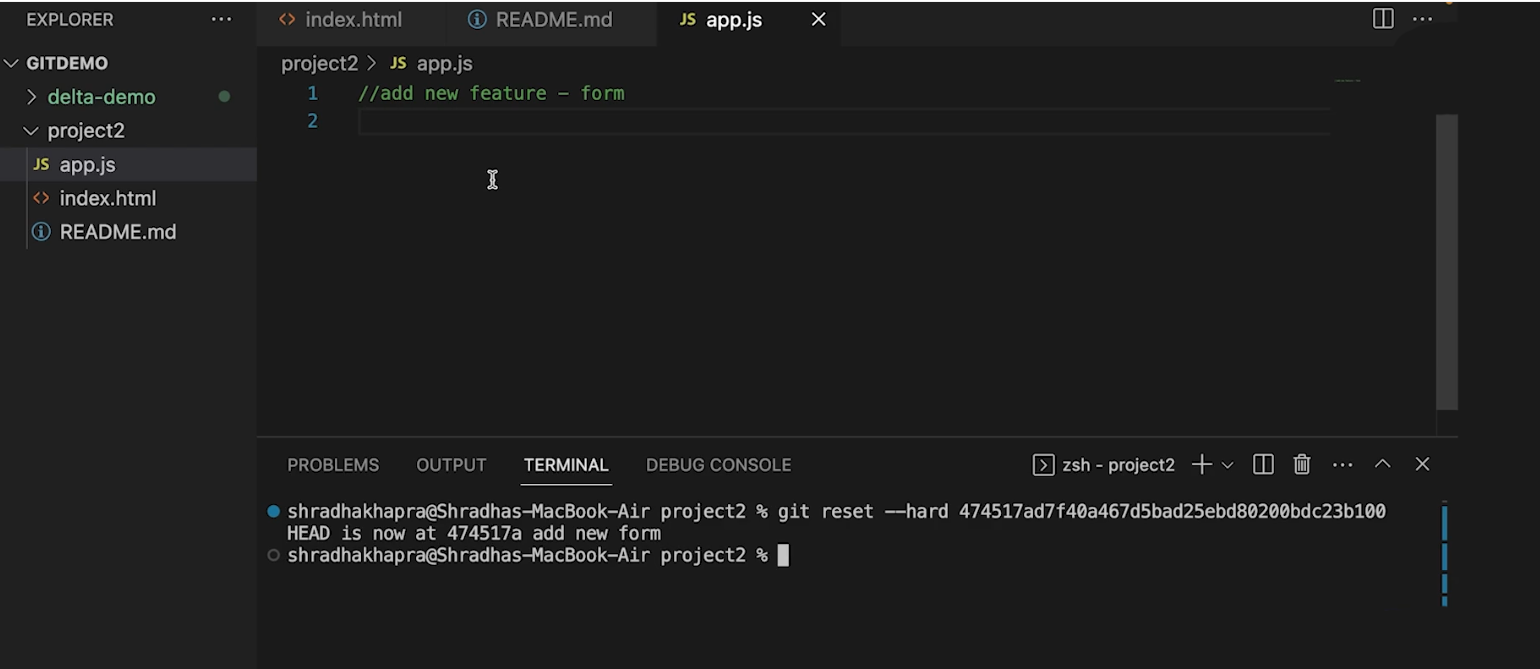 EXPLORER
GITDEMO
delta-demo
project2
JS app.js
index.html
README.md
index.html README.md JS app.js
project2 > JS app.js
1 //add new feature - form
2
PROBLEMS OUTPUT TERMINAL DEBUG CONSOLE zsh - project2
shradhakhapra@Shradhas-MacBook-Air project2 % git reset --hard 474517ad7f40a467d5bad25ebd80200bdc23b100
HEAD is now at 474517a add new form
shradhakhapra@Shradhas-MacBook-Air project2 %